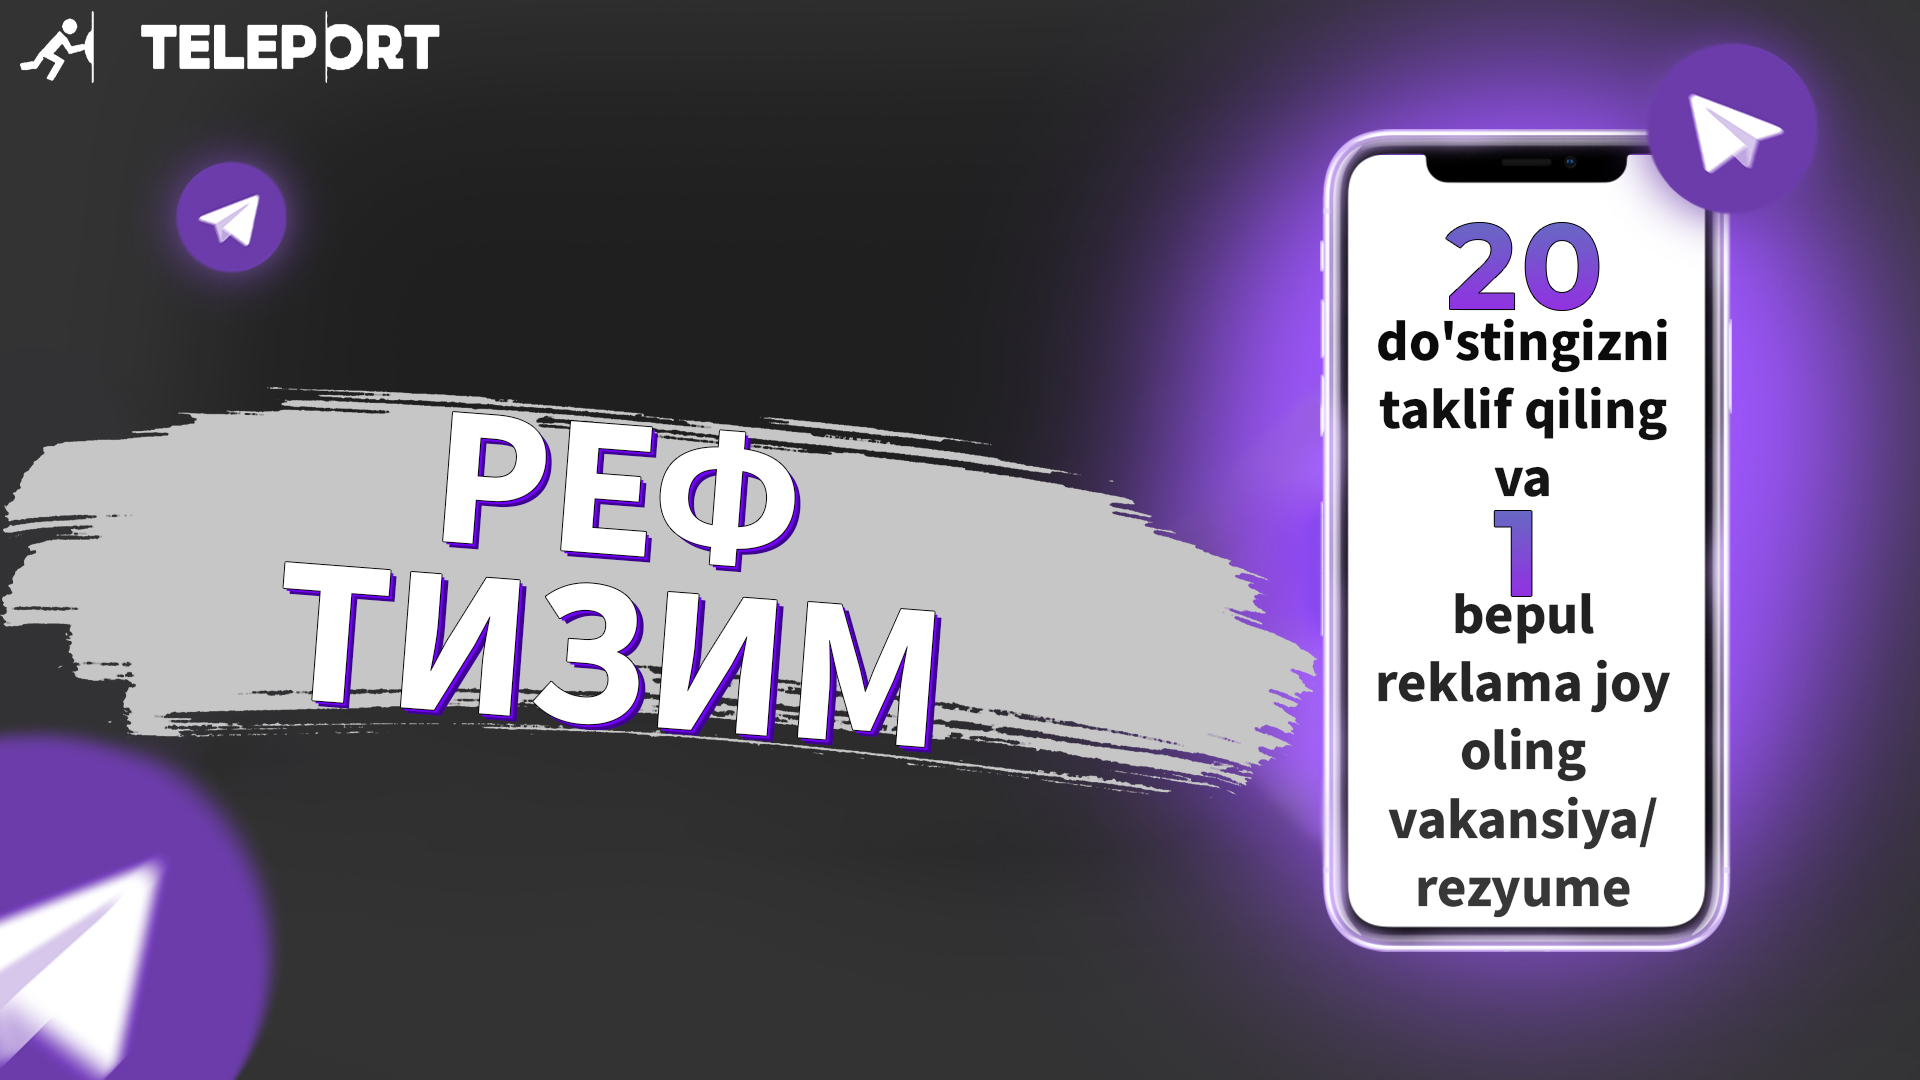 TELEPORT
РЕФ
ТИЗИМ
20
do'stingizni
taklif qiling
va
1
bepul
reklama joy
oling
vakansiya/
rezyume